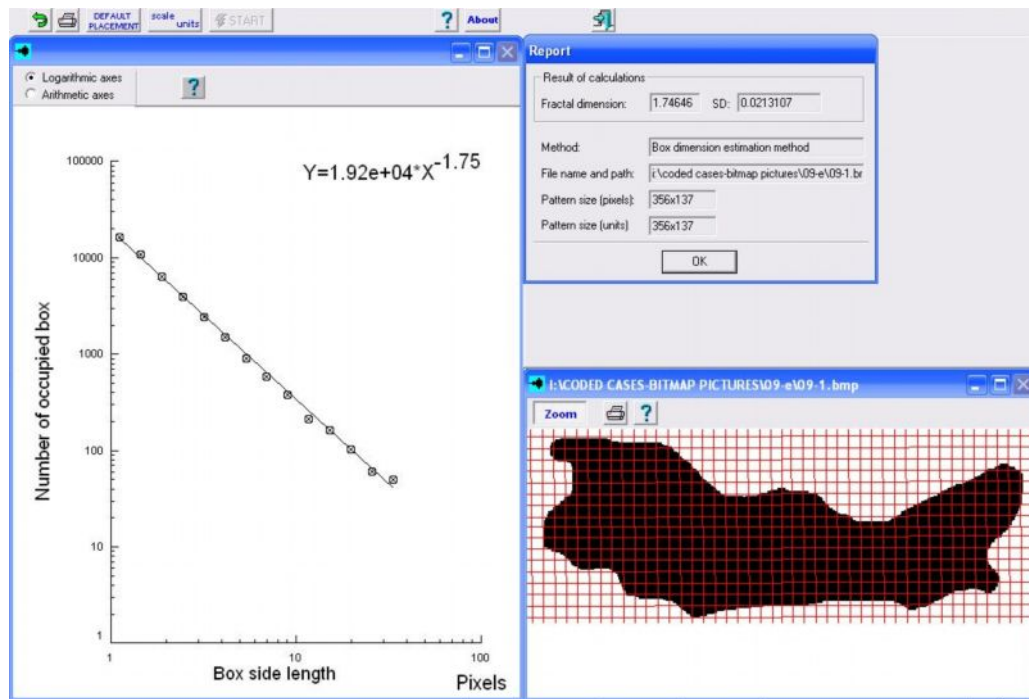 DEFAULT PLACEMENT
scale units
START
?
About
Logarithmic axes
Arithmetic axes
?
Y=1.92e+04*X^-1.75
100000
10000
1000
100
10
1
1
10
100
Number of occupied box
Box side length
Pixels
Report
Result of calculations
Fractal dimension: 1.74646 SD: 0.0213107
Method: Box dimension estimation method
File name and path: i:\coded cases-bitmap pictures\09-e\09-1.br
Pattern size (pixels): 356x137
Pattern size (units) 356x137
OK
I:\CODED CASES-BITMAP PICTURES\09-e\09-1.bmp
Zoom
?